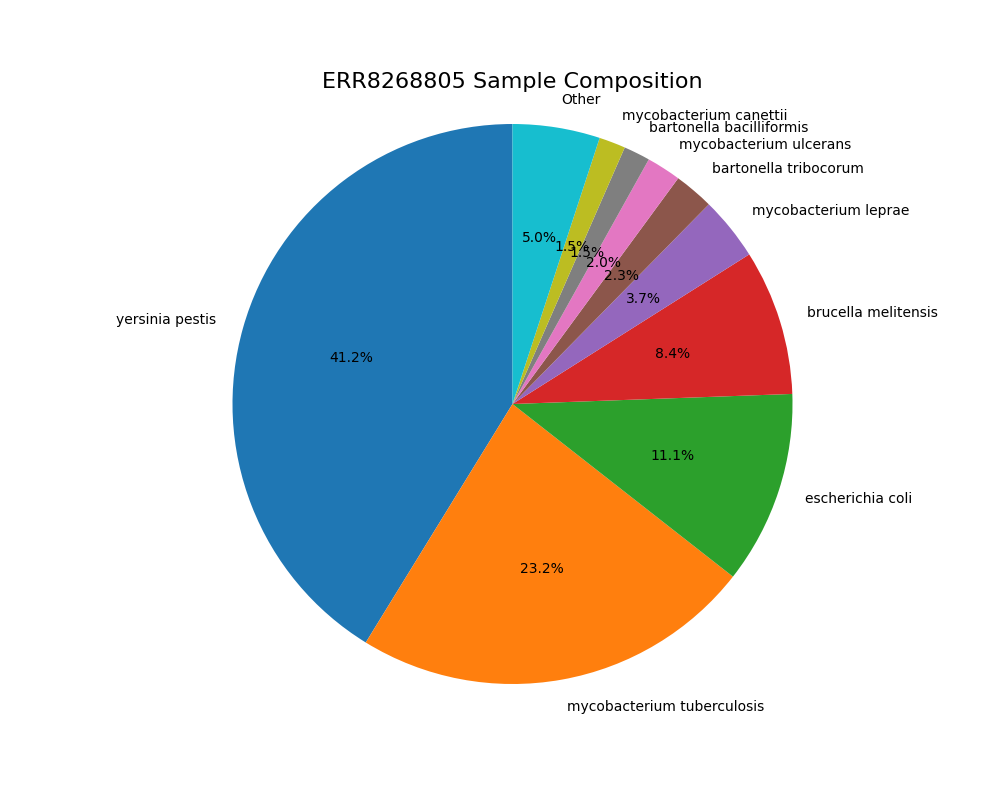 ERR8268805 Sample Composition
Other
mycobacterium canettii
bartonella bacilliformis
mycobacterium ulcerans
bartonella tribocorum
mycobacterium leprae
brucella melitensis
escherichia coli
mycobacterium tuberculosis
yersinia pestis
5.0%
1.5%
1.5%
2.0%
2.3%
3.7%
8.4%
11.1%
23.2%
41.2%